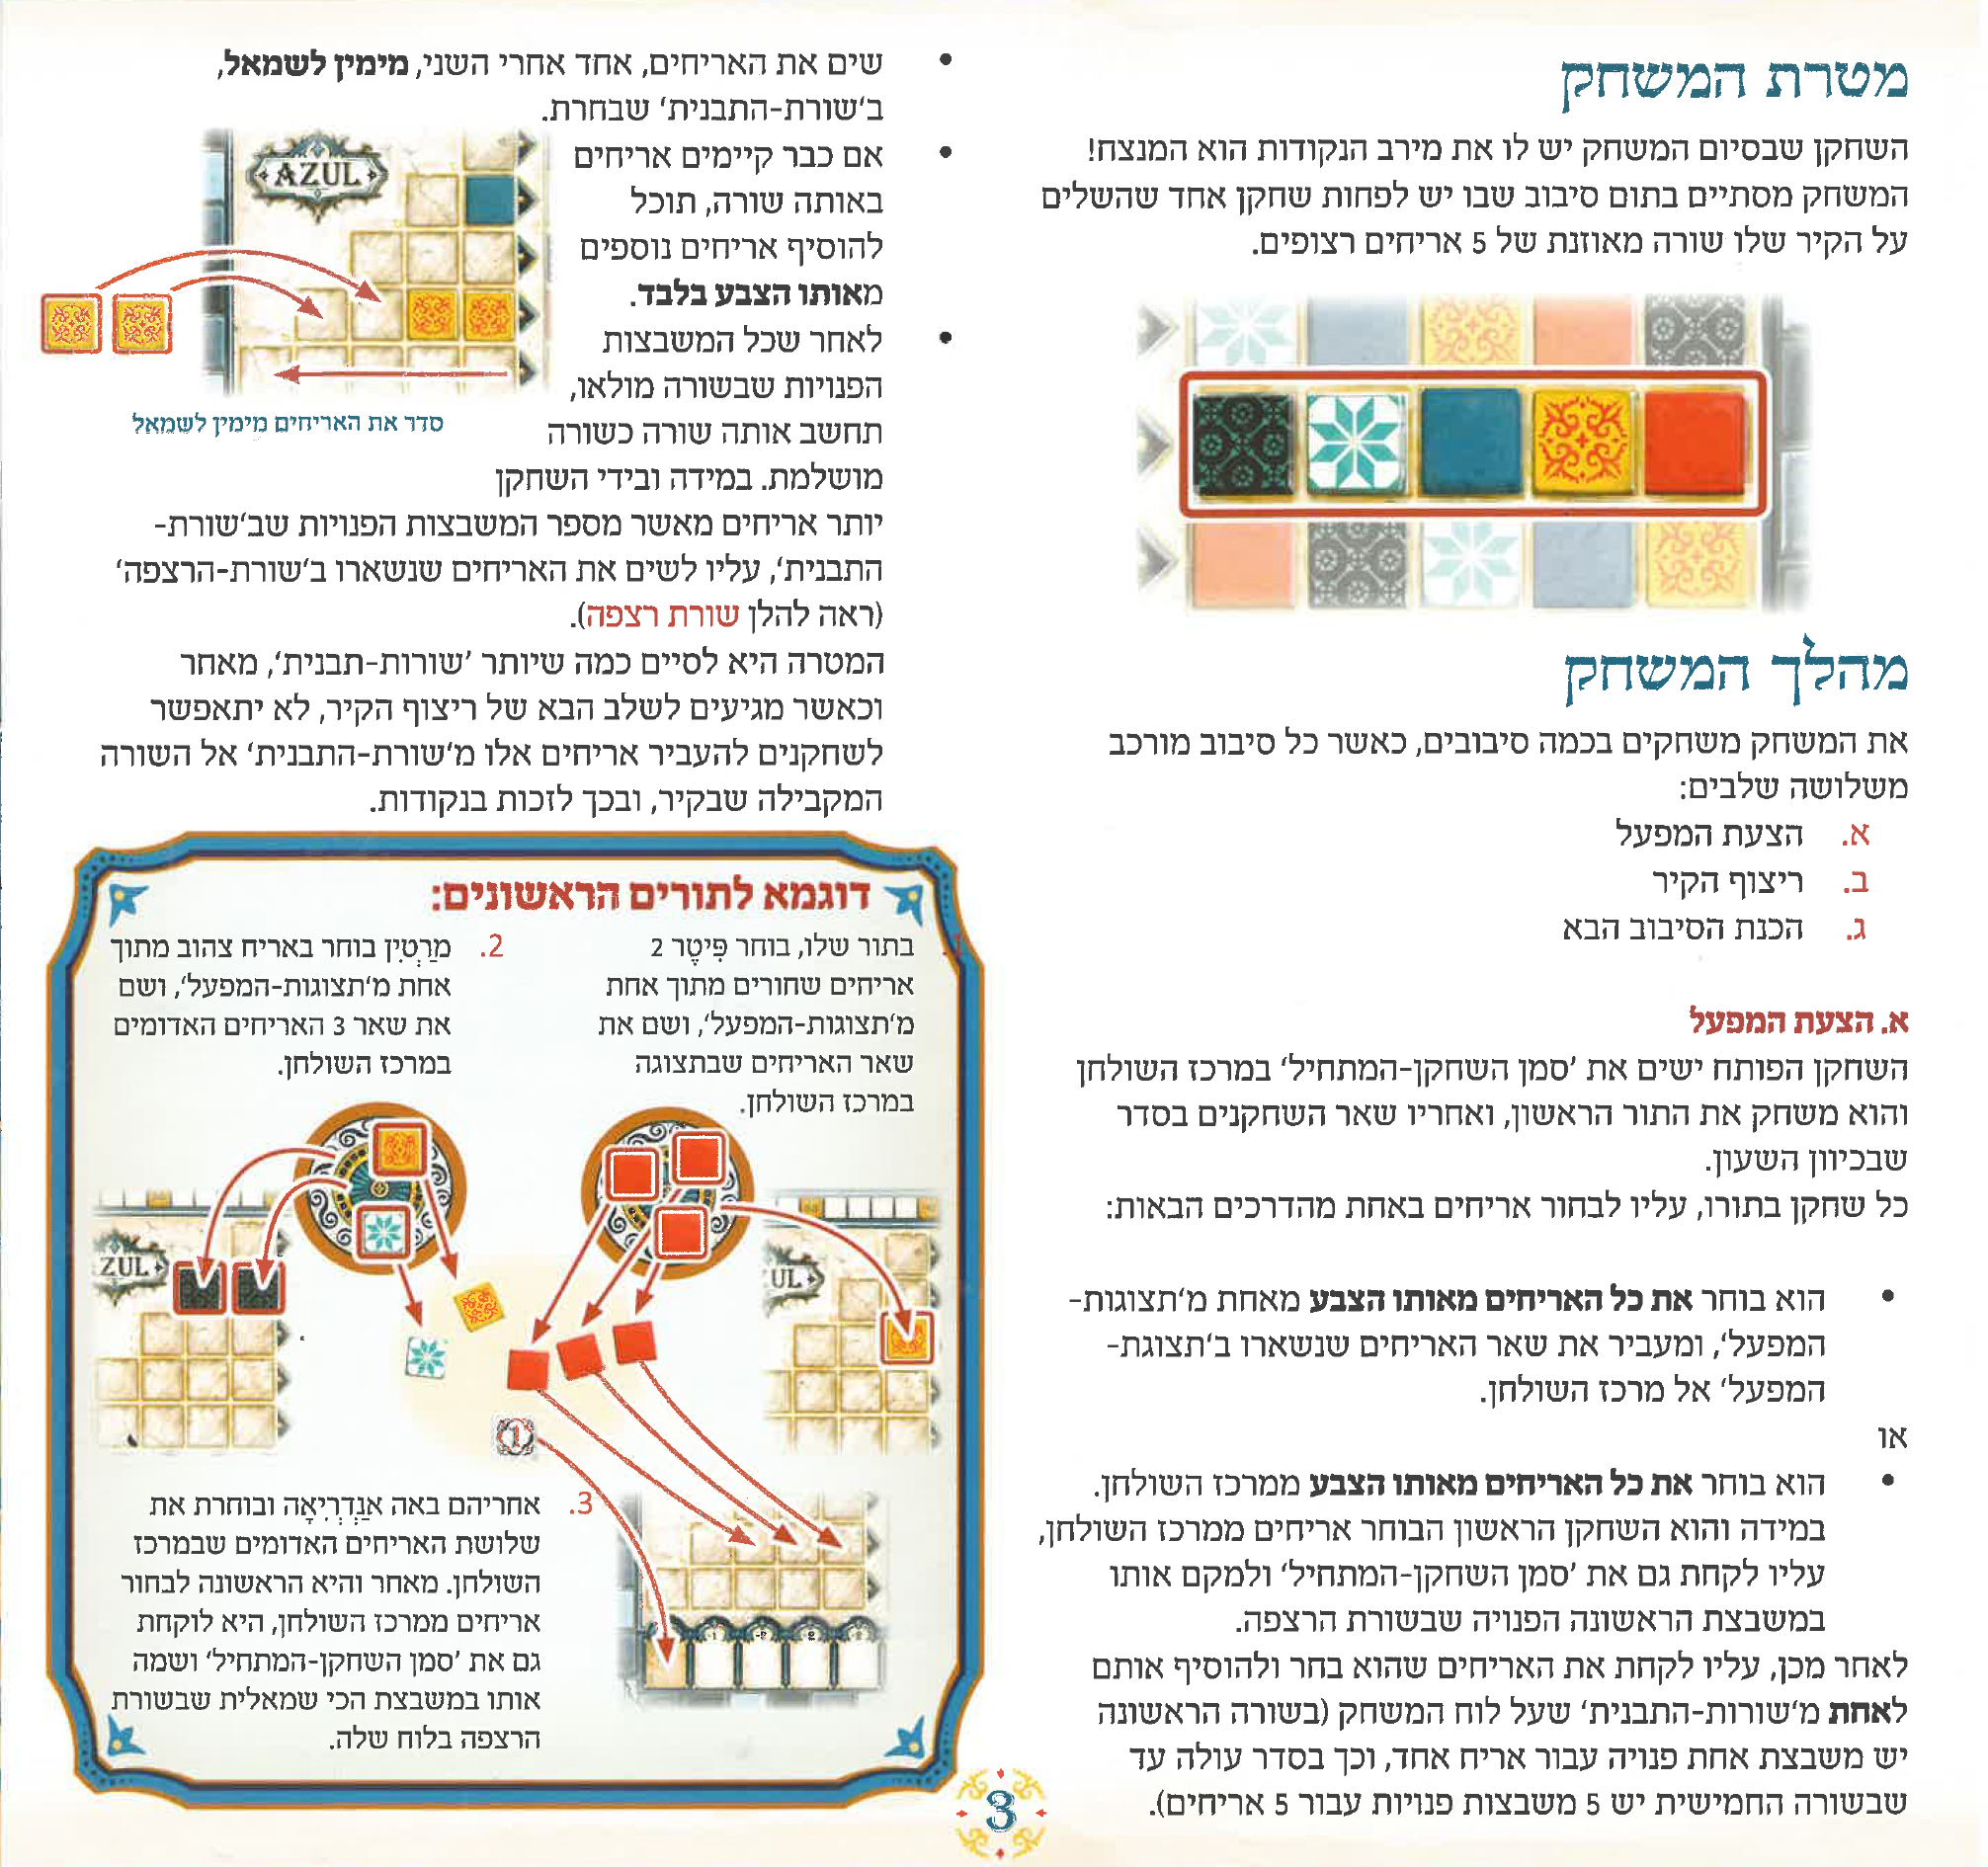 מטרת המשחק
השחקן שבסיום המשחק יש לו את מירב הנקודות הוא המנצח!
המשחק מסתיים בתום סיבוב שבו יש לפחות שחקן אחד שהשלים
על הקיר שלו שורה מאוזנת של 5 אריחים רצופים.
מהלך המשחק
את המשחק משחקים בכמה סיבובים, כאשר כל סיבוב מורכב
משלושה שלבים:
א. הצעת המפעל
ב. ריצוף הקיר
ג. הכנת הסיבוב הבא
א. הצעת המפעל
השחקן הפותח ישים את 'סמן השחקן-המתחיל' במרכז השולחן
והוא משחק את התור הראשון, ואחריו שאר השחקנים בסדר
שבכיוון השעון.
כל שחקן בתורו, עליו לבחור אריחים באחת מהדרכים הבאות:
• הוא בוחר את כל האריחים מאותו הצבע מאחת מ'תצוגות-
המפעל', ומעביר את שאר האריחים שנשארו ב'תצוגת-
המפעל' אל מרכז השולחן.
או
• הוא בוחר את כל האריחים מאותו הצבע ממרכז השולחן.
במידה והוא השחקן הראשון הבוחר אריחים ממרכז השולחן,
עליו לקחת גם את 'סמן השחקן-המתחיל' ולמקם אותו
במשבצת הראשונה הפנויה שבשורת הרצפה.
לאחר מכן, עליו לקחת את האריחים שהוא בחר ולהוסיף אותם
לאחת מ'שורות-התבנית' שעל לוח המשחק (בשורה הראשונה
יש משבצת אחת פנויה עבור אריח אחד, וכך בסדר עולה עד
שבשורה החמישית יש 5 משבצות פנויות עבור 5 אריחים).
• שים את האריחים, אחד אחרי השני, מימין לשמאל,
ב'שורת-התבנית' שבחרת.
• אם כבר קיימים אריחים
באותה שורה, תוכל
להוסיף אריחים נוספים
מאותו הצבע בלבד.
• לאחר שכל המשבצות
הפנויות שבשורה מולאו,
תחשב אותה שורה כשורה
מושלמת. במידה ובידי השחקן
יותר אריחים מאשר מספר המשבצות הפנויות שב'שורת-
התבנית', עליו לשים את האריחים שנשארו ב'שורת-הרצפה'
(ראה להלן שורת רצפה).
המטרה היא לסיים כמה שיותר 'שורות-תבנית', מאחר
וכאשר מגיעים לשלב הבא של ריצוף הקיר, לא יתאפשר
לשחקנים להעביר אריחים אלו מ'שורת-התבנית' אל השורה
המקבילה שבקיר, ובכך לזכות בנקודות.
AZUL
סדר את האריחים מימין לשמאל
דוגמא לתורים הראשונים:
1. בתור שלו, בוחר פִּיטֶר 2
אריחים שחורים מתוך אחת
מ'תצוגות-המפעל', ושם את
שאר האריחים שבתצוגה
במרכז השולחן.
2. מַרְטִין בוחר באריח צהוב מתוך
אחת מ'תצוגות-המפעל', ושם
את שאר 3 האריחים האדומים
במרכז השולחן.
ZUL
UL
1
3. אחריהם באה אַנְדְרִיאָה ובוחרת את
שלושת האריחים האדומים שבמרכז
השולחן. מאחר והיא הראשונה לבחור
אריחים ממרכז השולחן, היא לוקחת
גם את 'סמן השחקן-המתחיל' ושמה
אותו במשבצת הכי שמאלית שבשורת
הרצפה בלוח שלה.
3